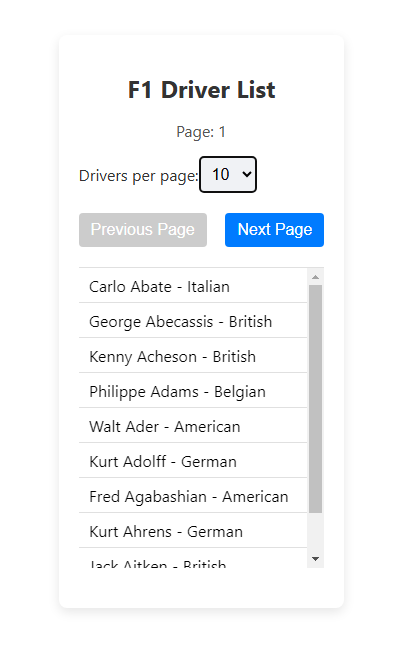 F1 Driver List
Page: 1
Drivers per page: 10
Previous Page Next Page
Carlo Abate - Italian
George Abecassis - British
Kenny Acheson - British
Philippe Adams - Belgian
Walt Ader - American
Kurt Adolff - German
Fred Agabashian - American
Kurt Ahrens - German
Jack Aitken - British